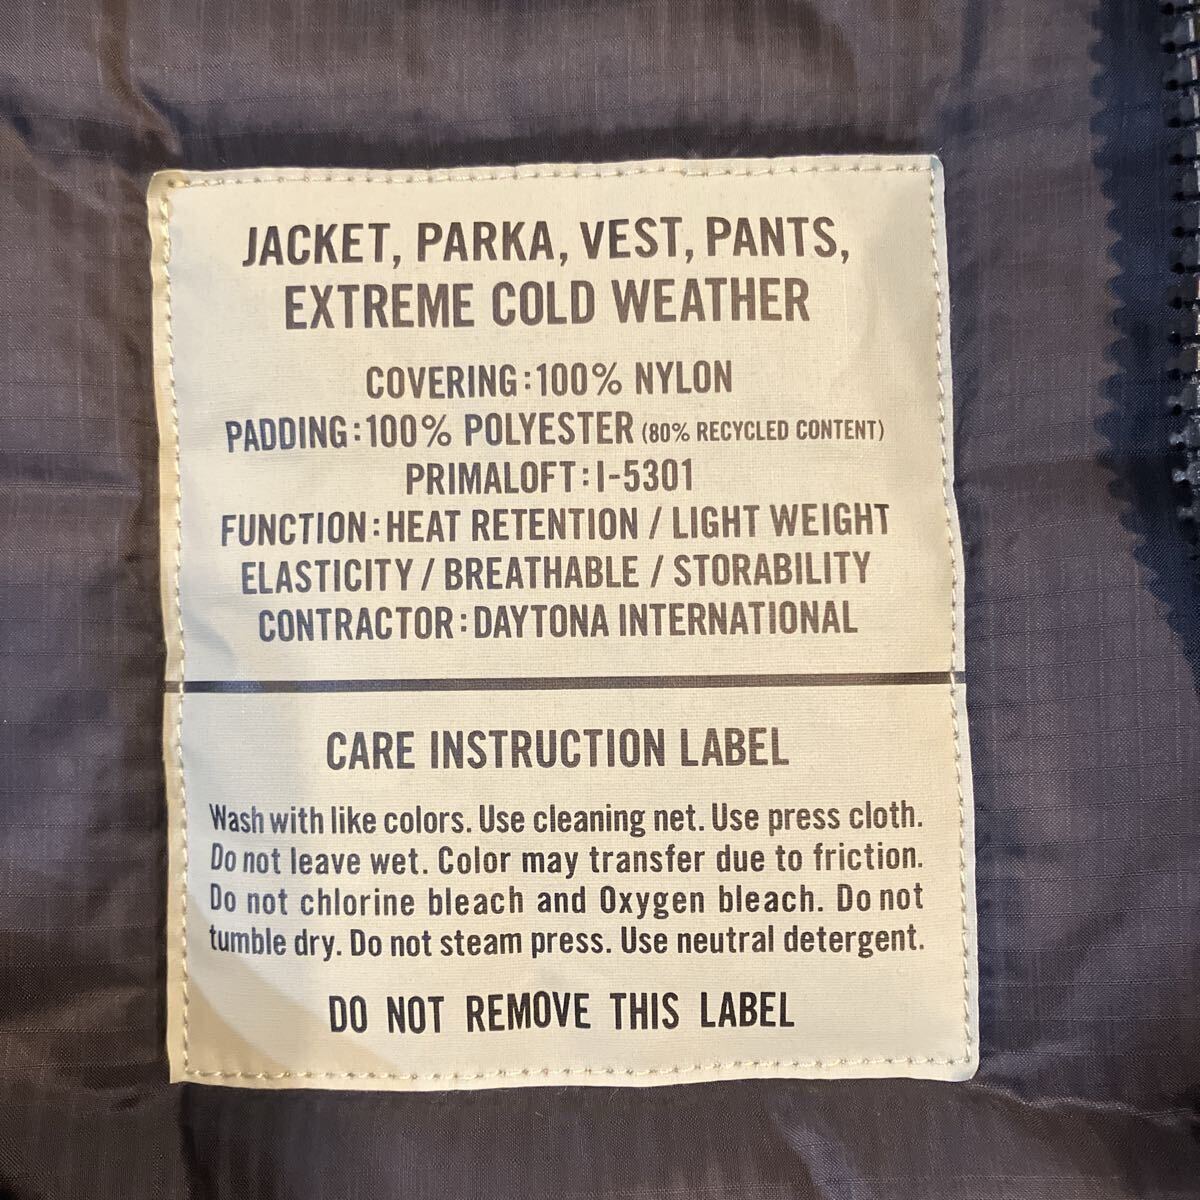 JACKET, PARKA, VEST, PANTS,
EXTREME COLD WEATHER
COVERING:100% NYLON
PADDING:100% POLYESTER (80% RECYCLED CONTENT)
PRIMALOFT:I-5301
FUNCTION:HEAT RETENTION / LIGHT WEIGHT
ELASTICITY / BREATHABLE / STORABILITY
CONTRACTOR:DAYTONA INTERNATIONAL
CARE INSTRUCTION LABEL
Wash with like colors. Use cleaning net. Use press cloth.
Do not leave wet. Color may transfer due to friction.
Do not chlorine bleach and Oxygen bleach. Do not
tumble dry. Do not steam press. Use neutral detergent.
DO NOT REMOVE THIS LABEL